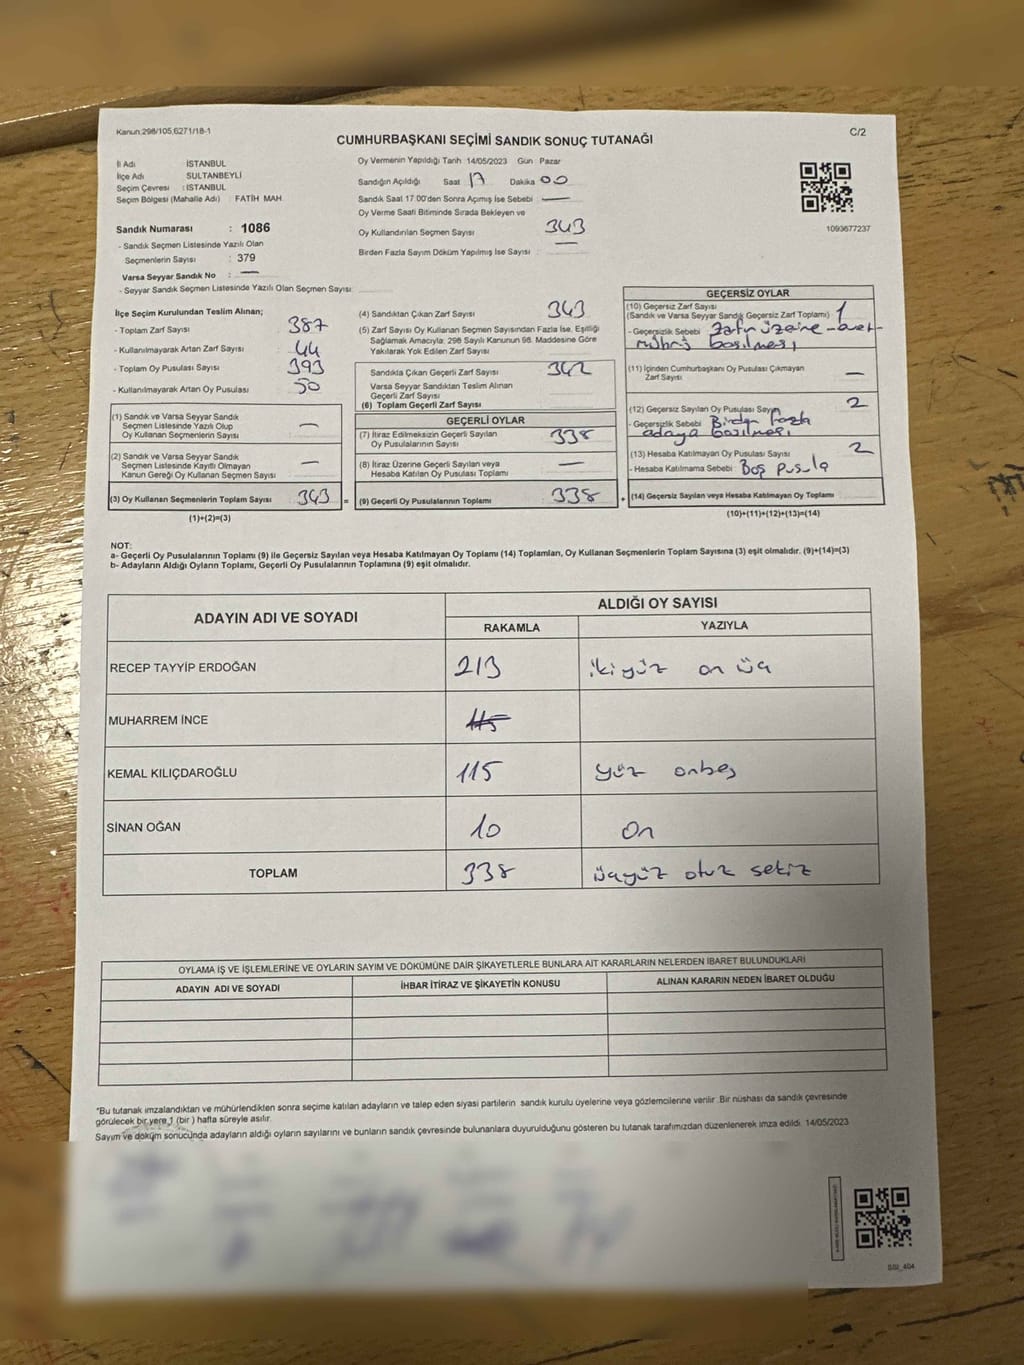 Kanun:298/105,6271/18-1
C/2
CUMHURBAŞKANI SEÇİMİ SANDIK SONUÇ TUTANAĞI
İl Adı İSTANBUL
İlçe Adı SULTANBEYLİ
Seçim Çevresi : İSTANBUL
Seçim Bölgesi (Mahalle Adı) : FATİH MAH.
Sandık Numarası : 1086
- Sandık Seçmen Listesinde Yazılı Olan
Seçmenlerin Sayısı : 379
Varsa Seyyar Sandık No : —
- Seyyar Sandık Seçmen Listesinde Yazılı Olan Seçmen Sayısı:
Oy Vermenin Yapıldığı Tarih 14/05/2023 Gün : Pazar
Sandığın Açıldığı Saat 17 Dakika 00
Sandık Saat 17:00'den Sonra Açımış İse Sebebi : —
Oy Verme Saati Bitiminde Sırada Bekleyen ve
Oy Kullandırılan Seçmen Sayısı : 343
Birden Fazla Sayım Döküm Yapılmış İse Sayısı : —
1093677237
İlçe Seçim Kurulundan Teslim Alınan;
- Toplam Zarf Sayısı : 387
- Kullanılmayarak Artan Zarf Sayısı : 44
- Toplam Oy Pusulası Sayısı : 393
- Kullanılmayarak Artan Oy Pusulası : 50
(1) Sandık ve Varsa Seyyar Sandık
Seçmen Listesinde Yazılı Olup
Oy Kullanan Seçmenlerin Sayısı —
(2) Sandık ve Varsa Seyyar Sandık
Seçmen Listesinde Kayıtlı Olmayan
Kanun Gereği Oy Kullanan Seçmen Sayısı —
(3) Oy Kullanan Seçmenlerin Toplam Sayısı 343 =
(1)+(2)=(3)
(4) Sandıktan Çıkan Zarf Sayısı 343
(5) Zarf Sayısı Oy Kullanan Seçmen Sayısından Fazla İse, Eşitliği
Sağlamak Amacıyla; 298 Sayılı Kanunun 98. Maddesine Göre
Yakılarak Yok Edilen Zarf Sayısı
Sandıkta Çıkan Geçerli Zarf Sayısı 342
Varsa Seyyar Sandıktan Teslim Alınan
Geçerli Zarf Sayısı
(6) Toplam Geçerli Zarf Sayısı
GEÇERLİ OYLAR
(7) İtiraz Edilmeksizin Geçerli Sayılan
Oy Pusulalarının Sayısı 338
(8) İtiraz Üzerine Geçerli Sayılan veya
Hesaba Katılan Oy Pusulası Toplamı —
(9) Geçerli Oy Pusulalarının Toplamı 338 +
GEÇERSİZ OYLAR
(10) Geçersiz Zarf Sayısı
(Sandık ve Varsa Seyyar Sandık Geçersiz Zarf Toplamı) 1
- Geçersizlik Sebebi : Zarfın üzerine evet
mührü basılması
(11) İçinden Cumhurbaşkanı Oy Pusulası Çıkmayan
Zarf Sayısı —
(12) Geçersiz Sayılan Oy Pusulası Sayısı 2
- Geçersizlik Sebebi Birden fazla
adaya basılması
(13) Hesaba Katılmayan Oy Pusulası Sayısı 2
- Hesaba Katılmama Sebebi : Boş pusula
(14) Geçersiz Sayılan veya Hesaba Katılmayan Oy Toplamı
(10)+(11)+(12)+(13)=(14)
NOT:
a- Geçerli Oy Pusulalarının Toplamı (9) ile Geçersiz Sayılan veya Hesaba Katılmayan Oy Toplamı (14) Toplamları, Oy Kullanan Seçmenlerin Toplam Sayısına (3) eşit olmalıdır. (9)+(14)=(3)
b- Adayların Aldığı Oyların Toplamı, Geçerli Oy Pusulalarının Toplamına (9) eşit olmalıdır.
ADAYIN ADI VE SOYADI
ALDIĞI OY SAYISI
RAKAMLA YAZIYLA
RECEP TAYYİP ERDOĞAN 213 ikiyüz on üç
MUHARREM İNCE 115
KEMAL KILIÇDAROĞLU 115 yüz onbeş
SİNAN OĞAN 10 On
TOPLAM 338 üçyüz otuz sekiz
OYLAMA İŞ VE İŞLEMLERİNE VE OYLARIN SAYIM VE DÖKÜMÜNE DAİR ŞİKAYETLERLE BUNLARA AİT KARARLARIN NELERDEN İBARET BULUNDUKLARI
ADAYIN ADI VE SOYADI İHBAR İTİRAZ VE ŞİKAYETİN KONUSU ALINAN KARARIN NEDEN İBARET OLDUĞU
*Bu tutanak imzalandıktan ve mühürlendikten sonra seçime katılan adayların ve talep eden siyasi partilerin sandık kurulu üyelerine veya gözlemcilerine verilir. Bir nüshası da sandık çevresinde
görülecek bir yere 1 (bir) hafta süreyle asılır.
Sayım ve döküm sonucunda adayların aldığı oyların sayılarını ve bunların sandık çevresinde bulunanlara duyurulduğunu gösteren bu tutanak tarafımızdan düzenlenerek imza edildi. 14/05/2023
SSI_404